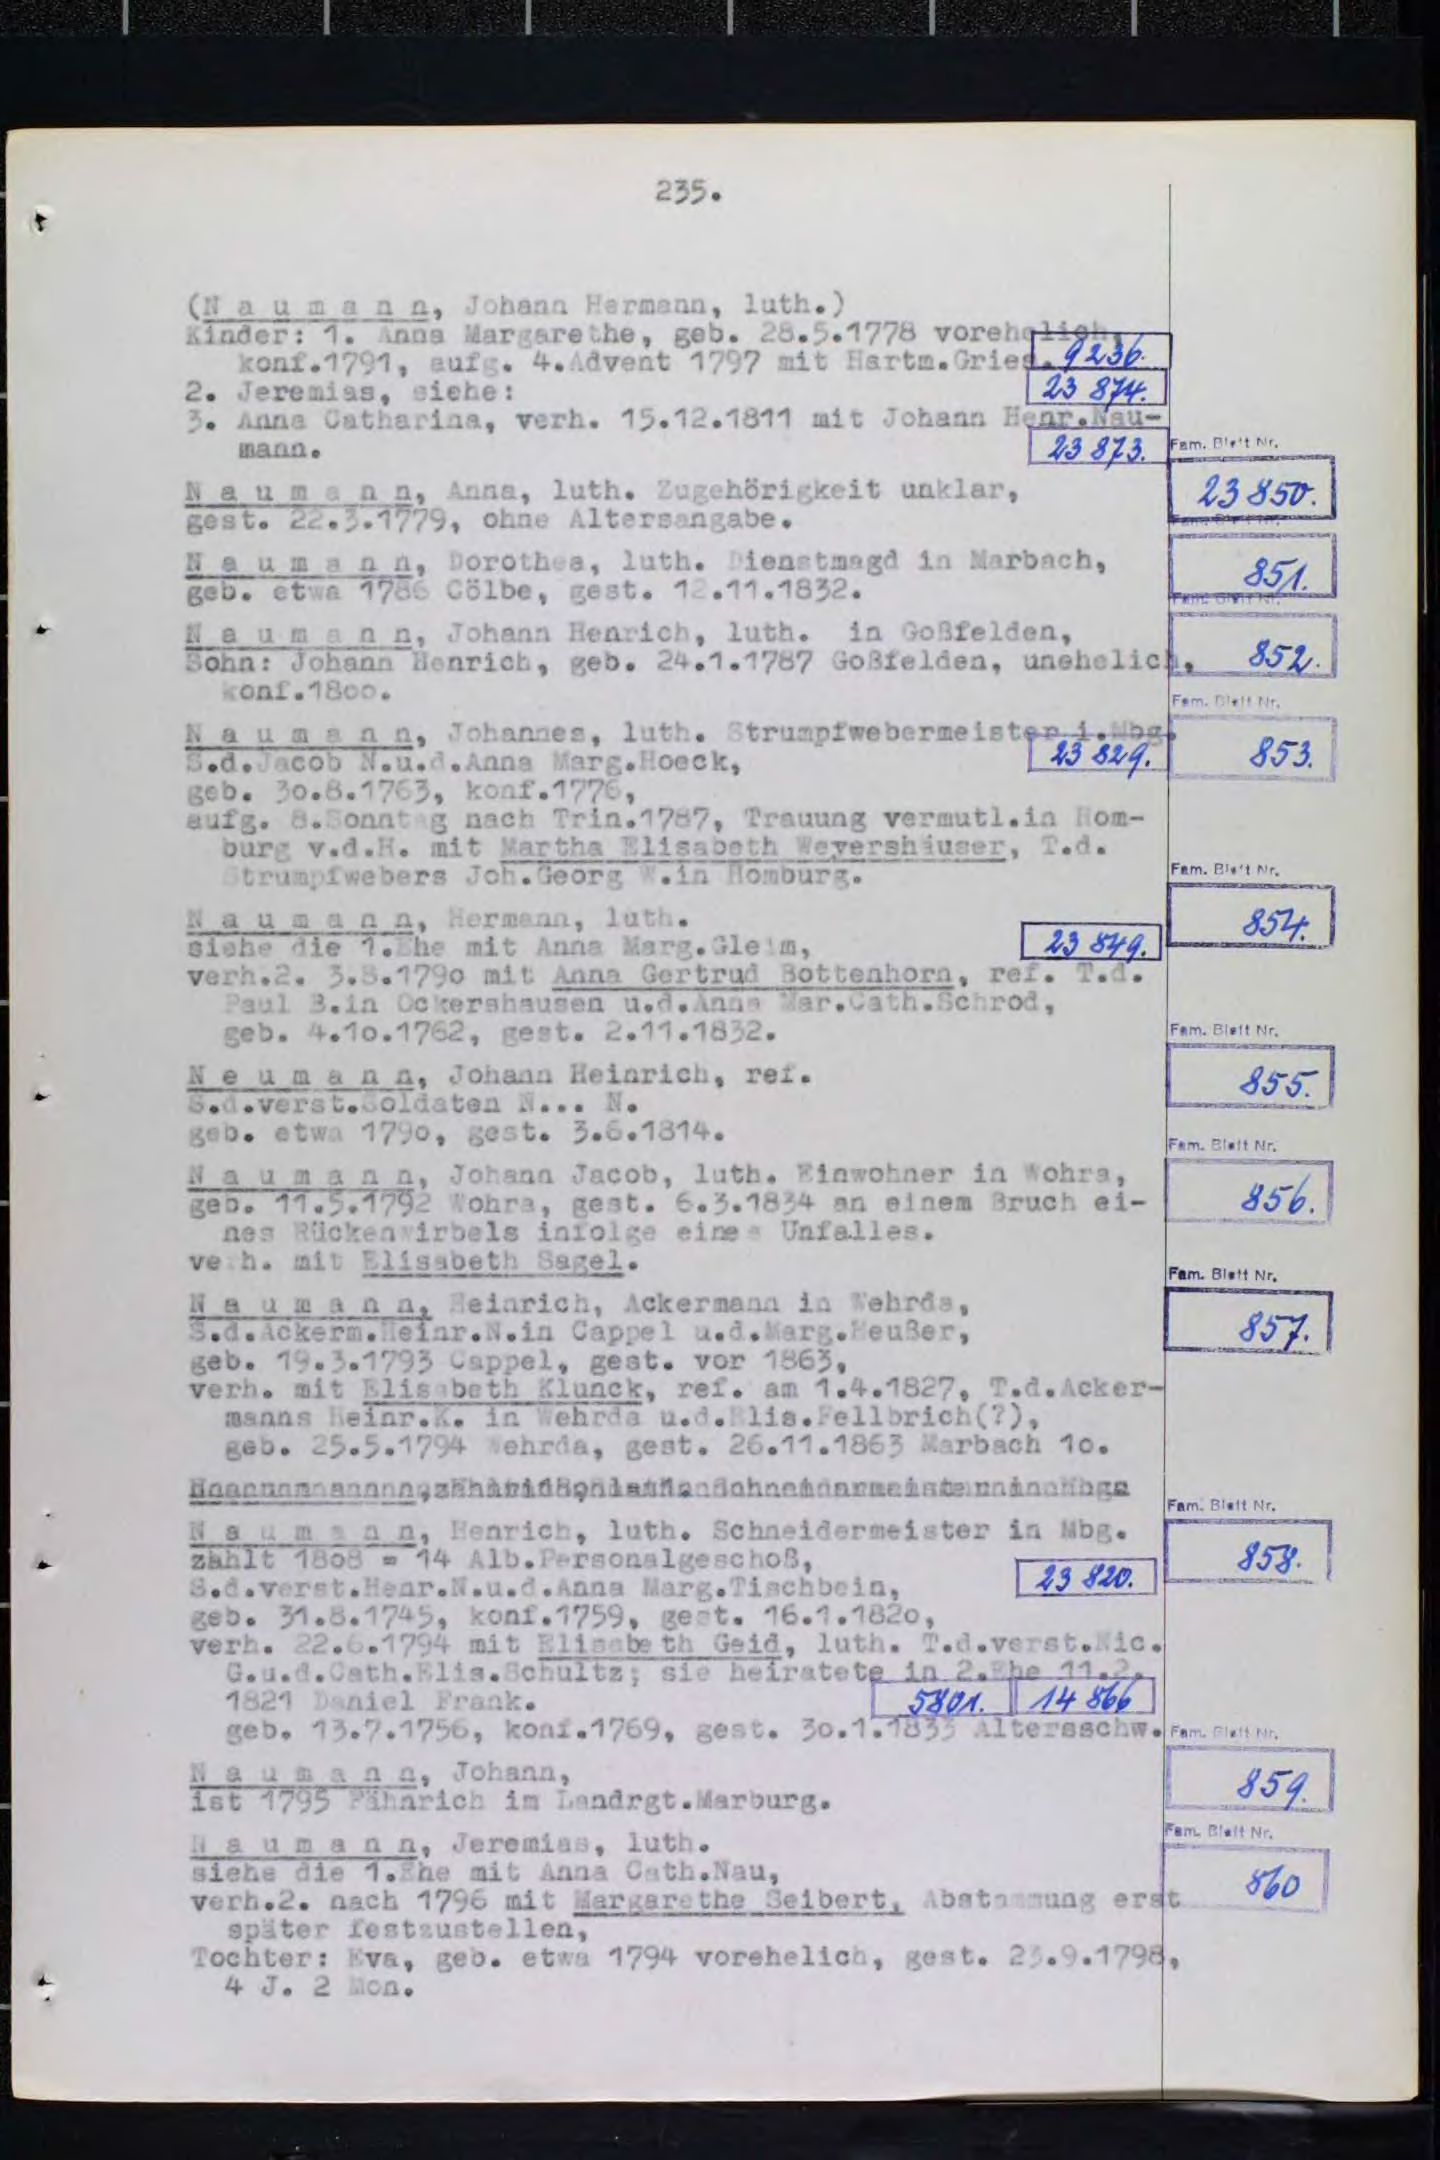 235.
(N a u m a n n, Johann Hermann, luth.)
Kinder: 1. Anna Margarethe, geb. 28.5.1778 vorehelich,
konf.1791, aufg. 4.Advent 1797 mit Hartm.Gries. 9236.
2. Jeremias, siehe: 23 874.
3. Anna Catharina, verh. 15.12.1811 mit Johann Henr.Nau-
mann. 23 873.
Fam. Blatt Nr.
N a u m a n n, Anna, luth. Zugehörigkeit unklar, 23 850.
gest. 22.3.1779, ohne Altersangabe.
Fam. Blatt Nr.
N a u m a n n, Dorothea, luth. Dienstmagd in Marbach, 851.
geb. etwa 1786 Cölbe, gest. 12.11.1832.
Fam. Blatt Nr.
N a u m a n n, Johann Henrich, luth. in Goßfelden,
Sohn: Johann Henrich, geb. 24.1.1787 Goßfelden, unehelich, 852.
konf.1800.
Fam. Blatt Nr.
N a u m a n n, Johannes, luth. Strumpfwebermeister i.Mbg.
S.d.Jacob N.u.d.Anna Marg.Hoeck, 23 829. 853.
geb. 30.8.1763, konf.1776,
aufg. 8.Sonntag nach Trin.1787, Trauung vermutl.in Hom-
burg v.d.H. mit Martha Elisabeth Weyershäuser, T.d.
Strumpfwebers Joh.Georg W.in Homburg.
Fam. Blatt Nr.
N a u m a n n, Hermann, luth. 854.
siehe die 1.Ehe mit Anna Marg.Gleim, 23 849.
verh.2. 3.8.1790 mit Anna Gertrud Bottenhorn, ref. T.d.
Paul B.in Ockershausen u.d.Anna Mar.Cath.Schrod,
geb. 4.10.1762, gest. 2.11.1832.
Fam. Blatt Nr.
N e u m a n n, Johann Heinrich, ref. 855.
S.d.verst.Soldaten N... N.
geb. etwa 1790, gest. 3.6.1814.
Fam. Blatt Nr.
N a u m a n n, Johann Jacob, luth. Einwohner in Wohra,
geb. 11.5.1792 Wohra, gest. 6.3.1834 an einem Bruch ei- 856.
nes Rückenwirbels infolge eines Unfalles.
verh. mit Elisabeth Sagel.
Fam. Blatt Nr.
N a u m a n n, Heinrich, Ackermann in Wehrda,
S.d.Ackerm.Heinr.N.in Cappel u.d.Marg.Heußer, 857.
geb. 19.3.1793 Cappel, gest. vor 1863,
verh. mit Elisabeth Klunck, ref. am 1.4.1827, T.d.Acker-
manns Heinr.K. in Wehrda u.d.Elis.Fellbrich(?),
geb. 25.5.1794 Wehrda, gest. 26.11.1863 Marbach 10.
Fam. Blatt Nr.
N a u m a n n, Henrich, luth. Schneidermeister in Mbg.
zahlt 1808 = 14 Alb.Personalgeschoß, 858.
S.d.verst.Henr.N.u.d.Anna Marg.Tischbein, 23 820.
geb. 31.8.1745, konf.1759, gest. 16.1.1820,
verh. 22.6.1794 mit Elisabeth Geid, luth. T.d.verst.Nic.
G.u.d.Cath.Elis.Schultz; sie heiratete in 2.Ehe 11.2.
1821 Daniel Frank. 5801. 14 866
geb. 13.7.1756, konf.1769, gest. 30.1.1833 Altersschw.
Fam. Blatt Nr.
N a u m a n n, Johann, 859.
ist 1795 Fähnrich im Landrgt.Marburg.
Fam. Blatt Nr.
N a u m a n n, Jeremias, luth.
siehe die 1.Ehe mit Anna Cath.Nau, 860
verh.2. nach 1796 mit Margarethe Seibert, Abstammung erst
später festzustellen,
Tochter: Eva, geb. etwa 1794 vorehelich, gest. 23.9.1798,
4 J. 2 Mon.